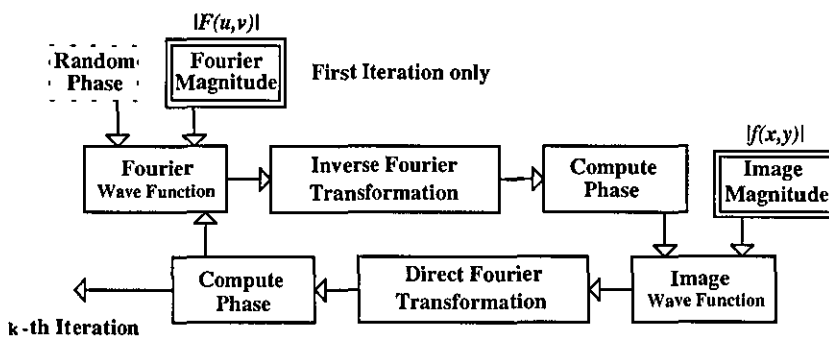 |F(u,v)|
Random
Phase
Fourier
Magnitude
First Iteration only
|f(x,y)|
Fourier
Wave Function
Inverse Fourier
Transformation
Compute
Phase
Image
Magnitude
Compute
Phase
Direct Fourier
Transformation
Image
Wave Function
k-th Iteration